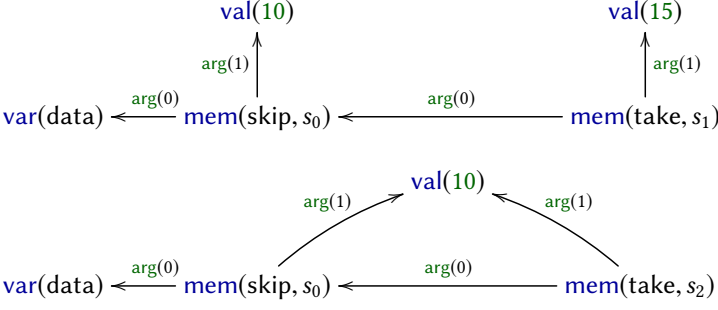 val(10) val(15)
arg(1) arg(1)
arg(0) arg(0)
var(data) mem(skip, s₀) mem(take, s₁)
val(10)
arg(1) arg(1)
arg(0) arg(0)
var(data) mem(skip, s₀) mem(take, s₂)